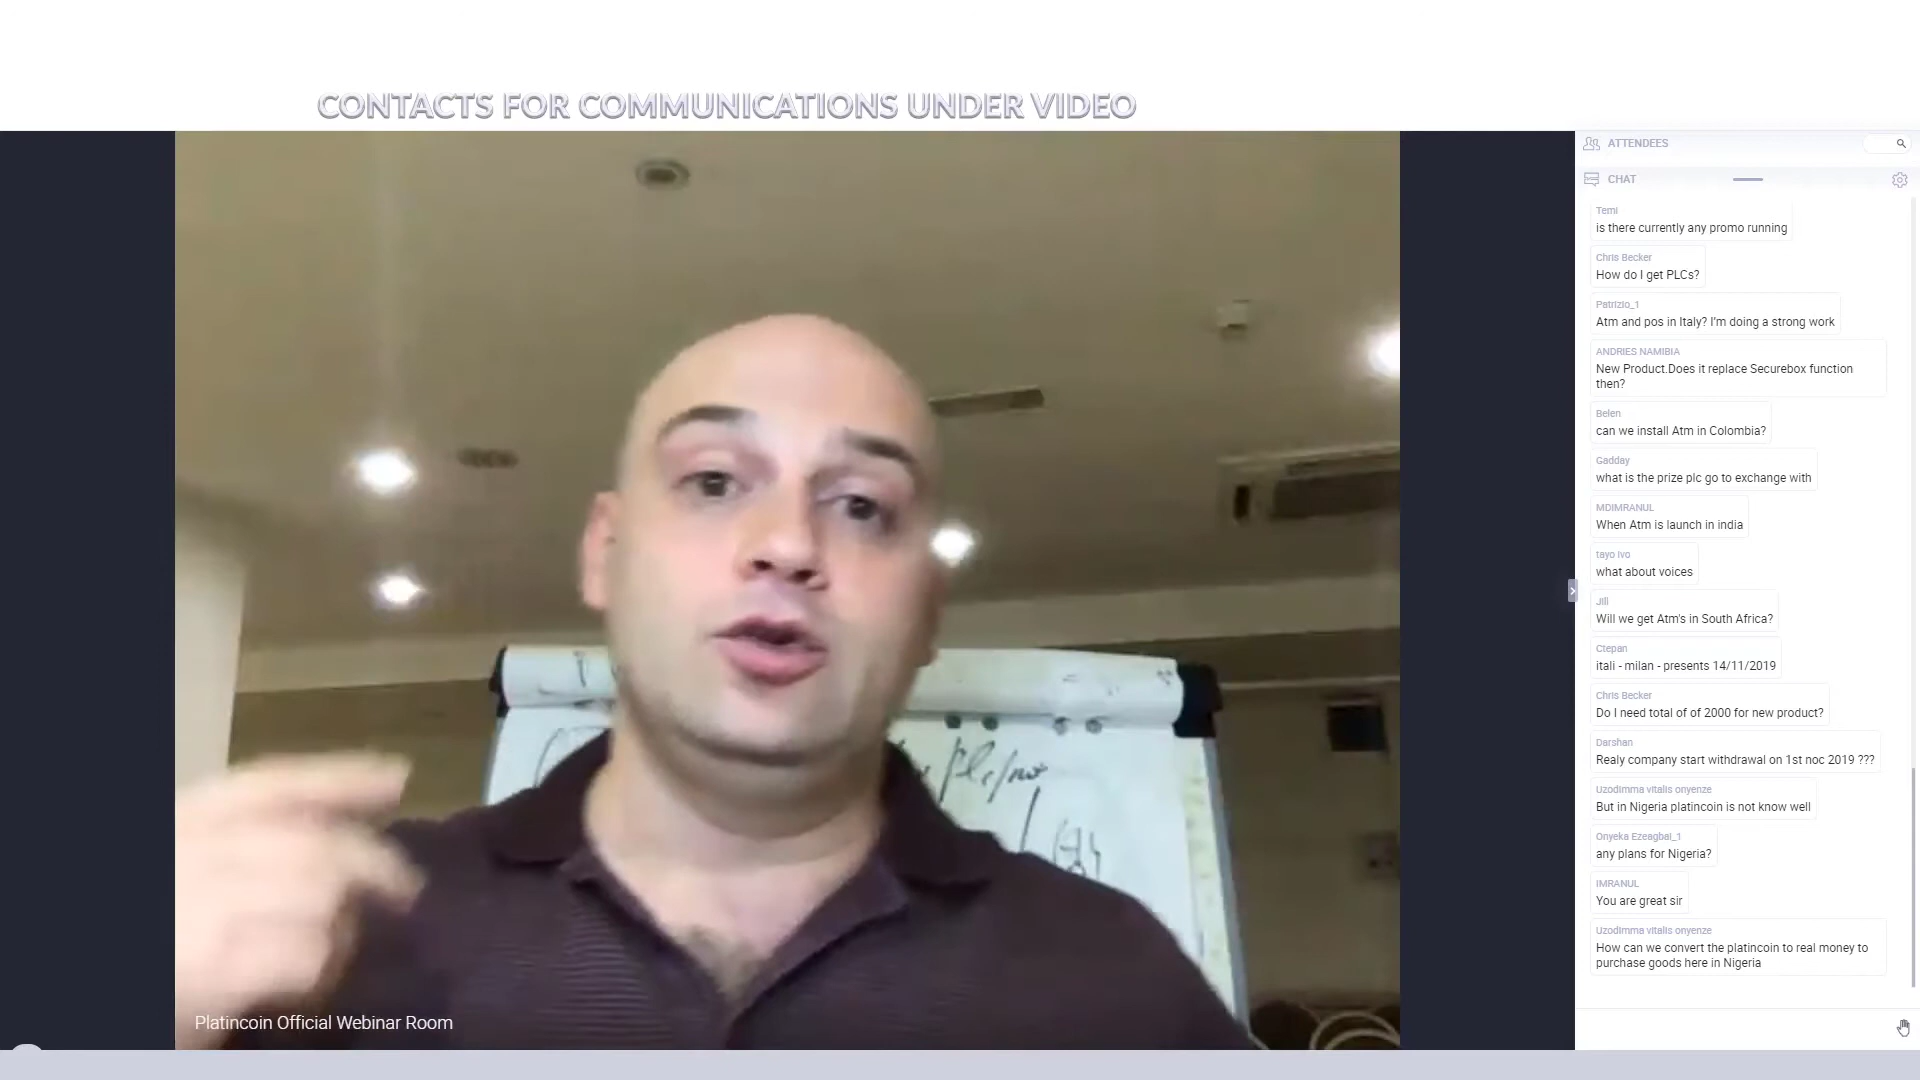 CONTACTS FOR COMMUNICATIONS UNDER VIDEO
ATTENDEES
CHAT
Temi
is there currently any promo running
Chris Becker
How do I get PLCs?
Patrizio_1
Atm and pos in Italy? I'm doing a strong work
ANDRIES NAMIBIA
New Product.Does it replace Securebox function
then?
Belen
can we install Atm in Colombia?
Gadday
what is the prize plc go to exchange with
MDIMRANUL
When Atm is launch in india
tayo ivo
what about voices
Jill
Will we get Atm's in South Africa?
Ctepan
itali - milan - presents 14/11/2019
Chris Becker
Do I need total of of 2000 for new product?
Darshan
Realy company start withdrawal on 1st noc 2019 ???
Uzodimma vitalis onyenze
But in Nigeria platincoin is not know well
Onyeka Ezeagbai_1
any plans for Nigeria?
IMRANUL
You are great sir
Uzodimma vitalis onyenze
How can we convert the platincoin to real money to
purchase goods here in Nigeria
Platincoin Official Webinar Room